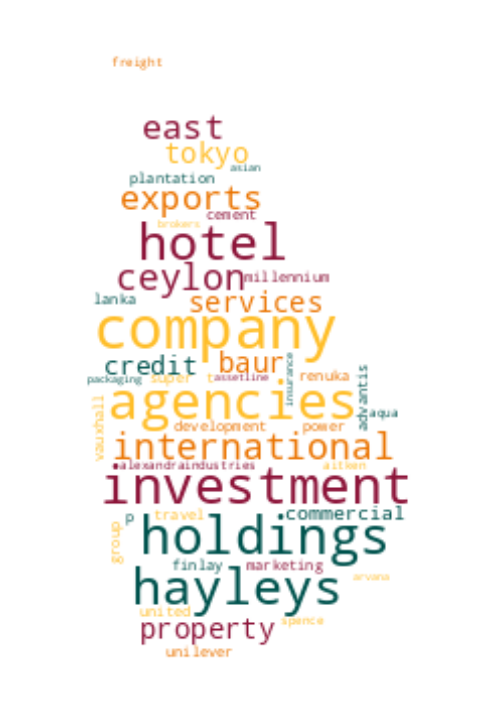 freight
east
tokyo
asian
plantation
exports
cement
brokers
hotel
ceylon
millennium
lanka
services
company
credit
baur
insurance
packaging
super
t
assetline
renuka
advantis
vauxhall
agencies
aqua
development
power
international
alexandraindustries
aitken
investment
p
travel
commercial
group
holdings
finlay
marketing
arvana
hayleys
united
spence
property
unilever